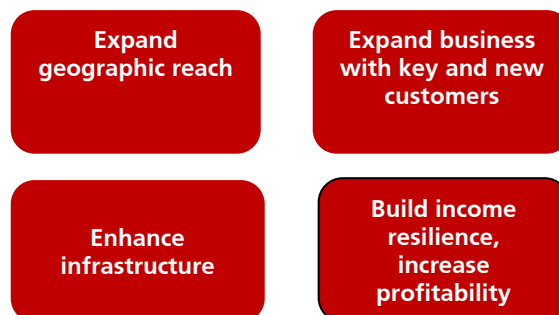 Expand
geographic reach
Expand business
with key and new
customers
Enhance
infrastructure
Build income
resilience,
increase
profitability